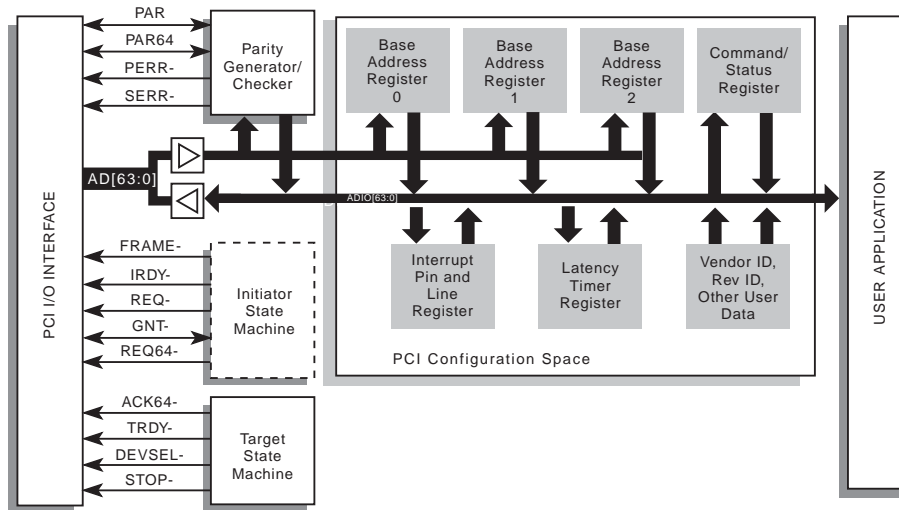 PAR
PAR64
PERR-
SERR-
Parity
Generator/
Checker
Base
Address
Register
0
Base
Address
Register
1
Base
Address
Register
2
Command/
Status
Register
AD[63:0]
ADIO[63:0]
PCI I/O INTERFACE
USER APPLICATION
FRAME-
IRDY-
REQ-
GNT-
REQ64-
Initiator
State
Machine
Interrupt
Pin and
Line
Register
Latency
Timer
Register
Vendor ID,
Rev ID,
Other User
Data
PCI Configuration Space
ACK64-
TRDY-
DEVSEL-
STOP-
Target
State
Machine